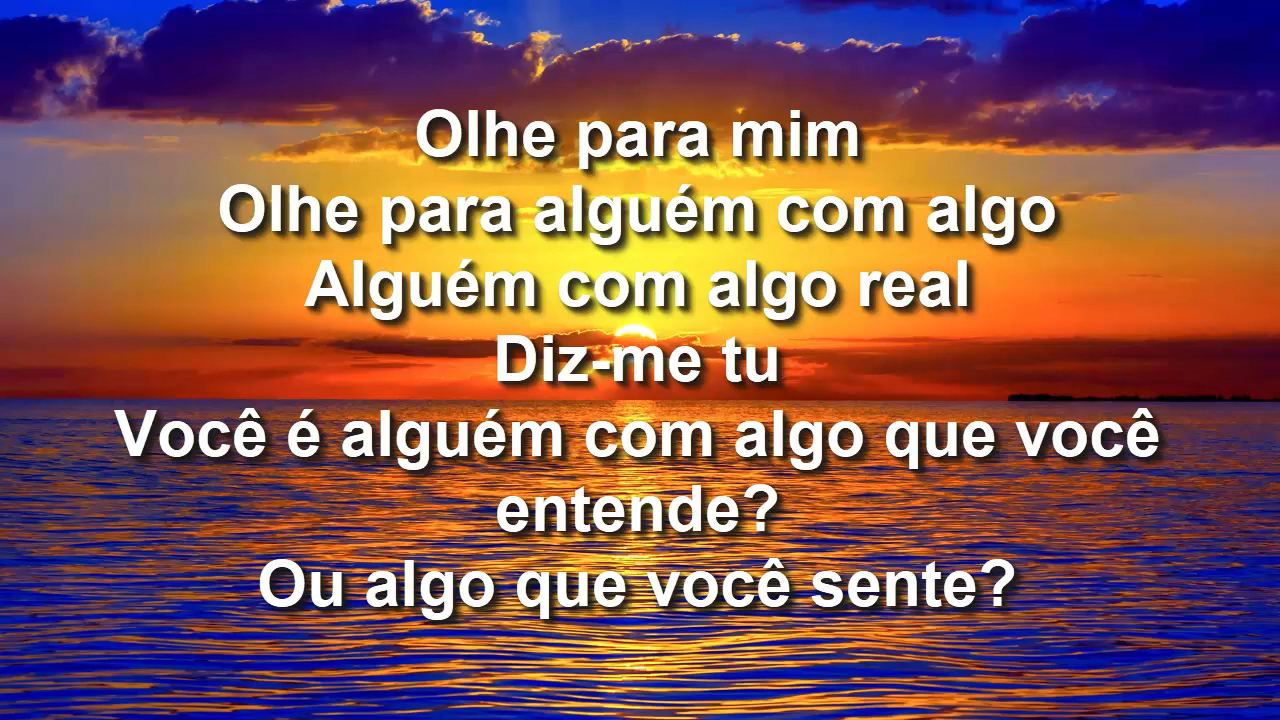 Olhe para mim
Olhe para alguém com algo
Alguém com algo real
Diz-me tu
Você é alguém com algo que você
entende?
Ou algo que você sente?